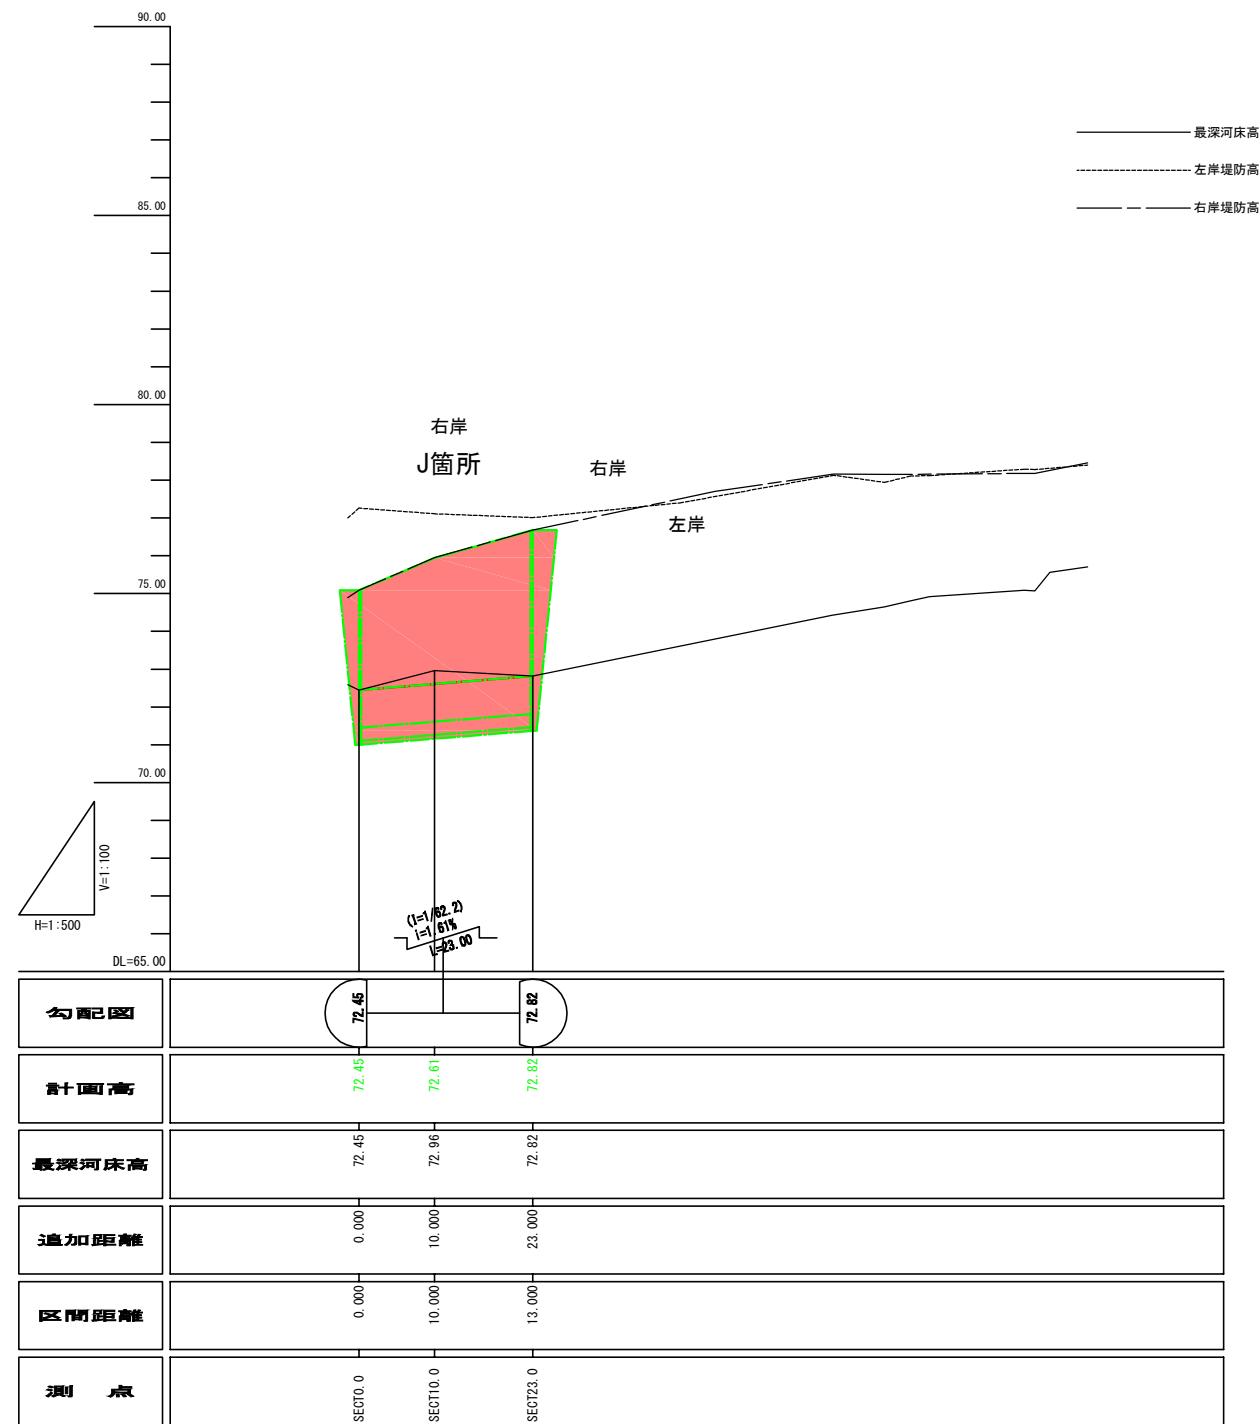 90.00
最深河床高
左岸堤防高
85.00
右岸堤防高
80.00
右岸
J箇所
右岸
左岸
75.00
70.00
V=1:100
H=1:500
(I=1/62.2)
i=1.61%
L=23.00
DL=65.00
勾配図
72.45
72.82
計画高
72.45
72.61
72.82
最深河床高
72.45
72.96
72.82
追加距離
0.000
10.000
23.000
区間距離
0.000
10.000
13.000
測 点
SECT0.0
SECT10.0
SECT23.0